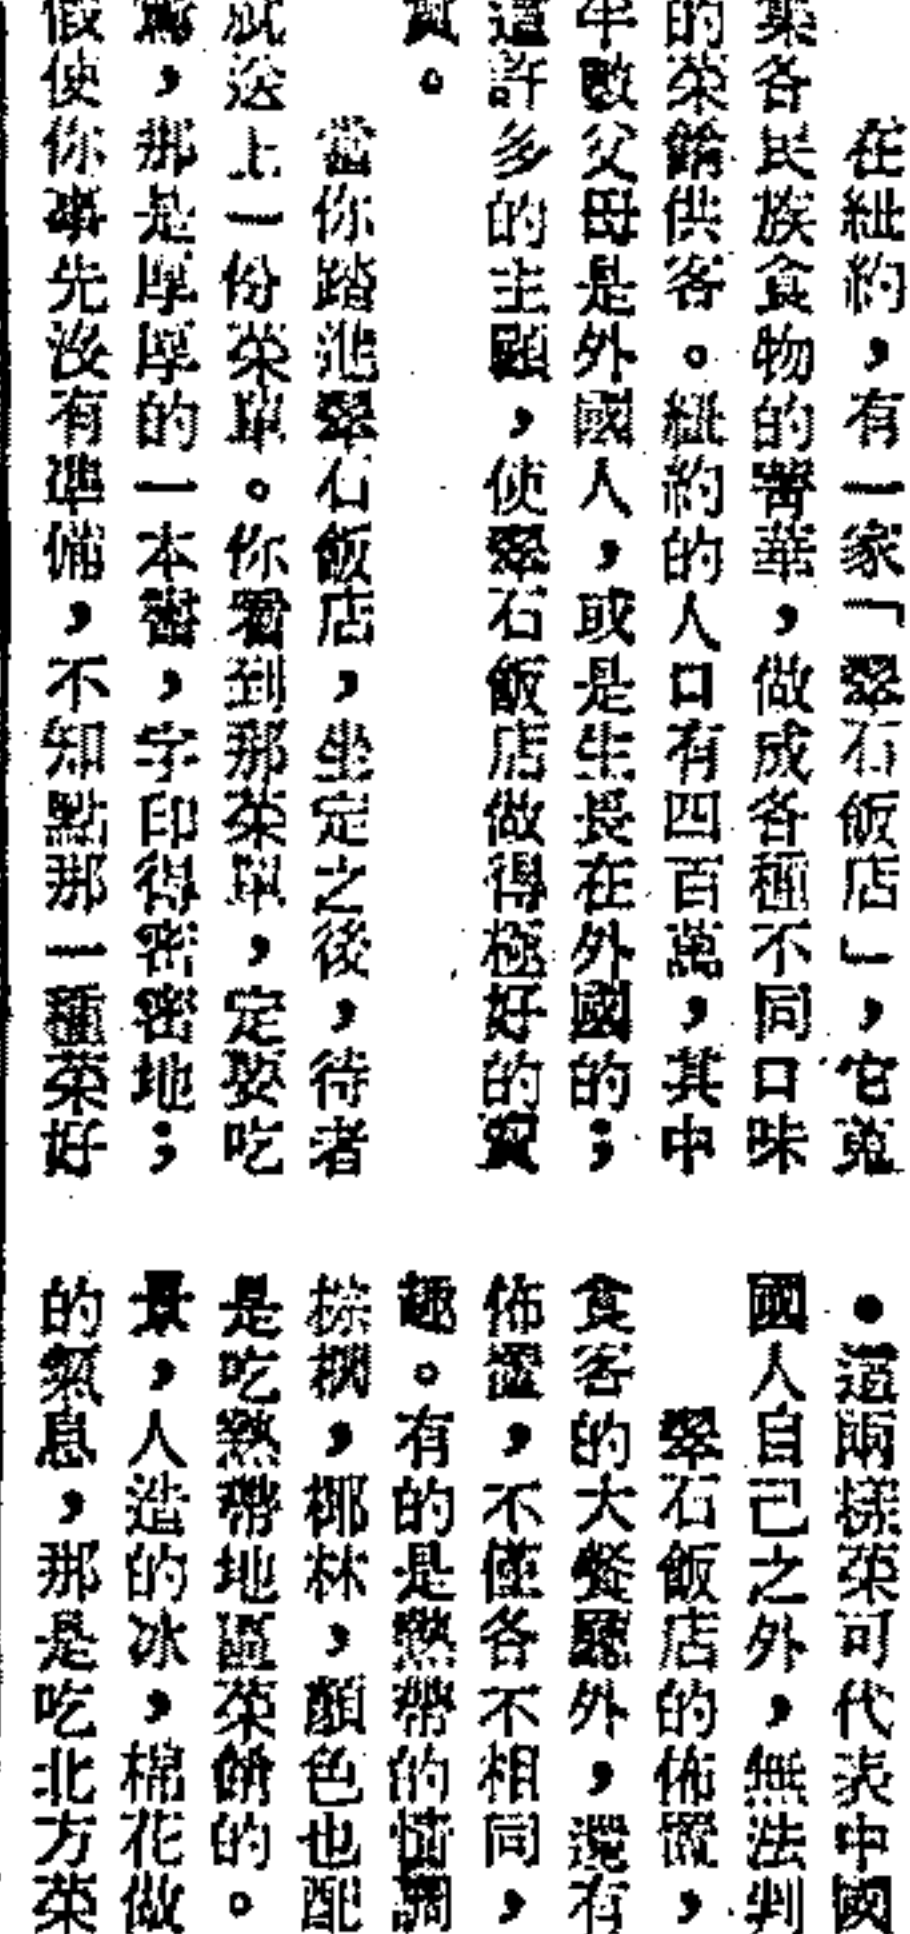 在紐約,有一家「翠石飯店」,它蒐
集各民族食物的菁華,做成各種不同口味
的菜餚供客。紐約的人口有四百萬,其中
半數父母是外國人,或是生長在外國的;
這許多的主顧,使翠石飯店做得極好的買
賣。
當你踏進翠石飯店,坐定之後,待者
就送上一份菜單。你看到那菜單,定要吃
驚,那是厚厚的一本書,字印得密密地;
假使你事先沒有準備,不知點那一種菜好
●這兩樣菜可代表中國
國人自己之外,無法判
翠石飯店的佈置,
食客的大餐廳外,還有
佈置,不僅各不相同,
趣。有的是熱帶的情調
棕櫚,椰林,顏色也配
是吃熱帶地區菜餚的。
景,人造的冰,棉花做
的氣息,那是吃北方菜